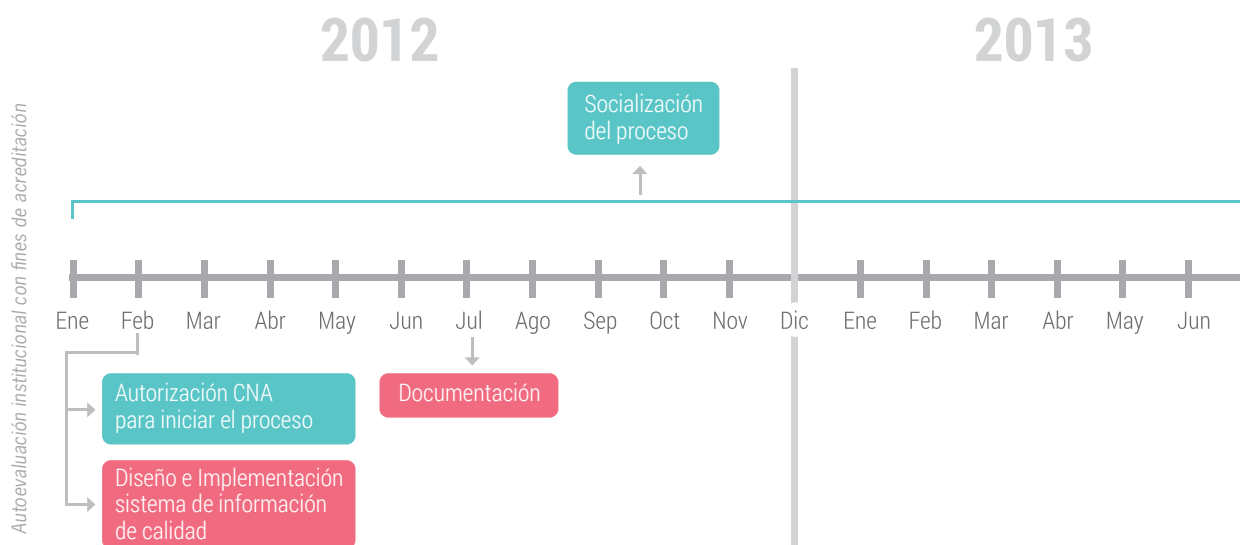 2012
2013
Autoevaluación institucional con fines de acreditación
Socialización
del proceso
Ene Feb Mar Abr May Jun Jul Ago Sep Oct Nov Dic Ene Feb Mar Abr May Jun
Autorización CNA
para iniciar el proceso
Documentación
Diseño e Implementación
sistema de información
de calidad